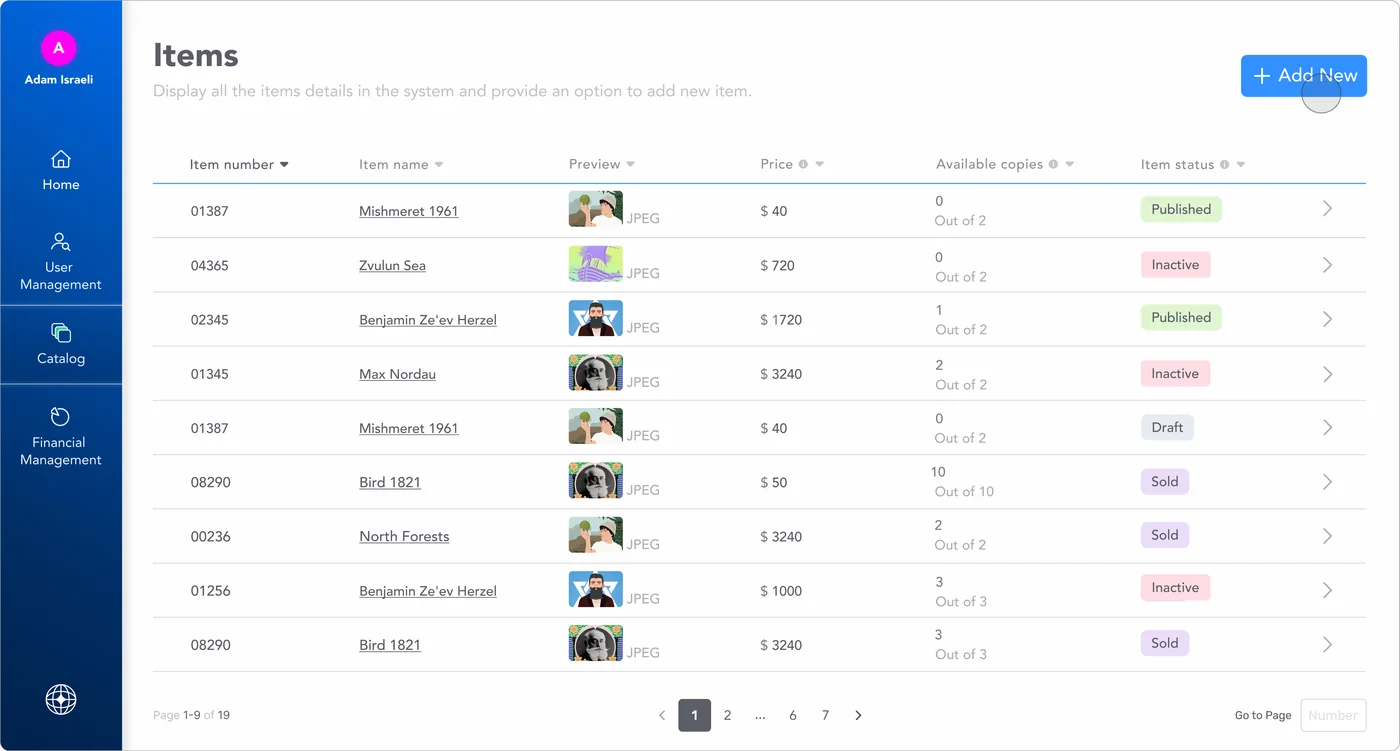 A
Adam Israeli
Home
User
Management
Catalog
Financial
Management
Items
Display all the items details in the system and provide an option to add new item.
+ Add New
Item number Item name Preview Price Available copies Item status
01387 Mishmeret 1961 JPEG $ 40 0 Published
Out of 2
04365 Zvulun Sea JPEG $ 720 0 Inactive
Out of 2
02345 Benjamin Ze'ev Herzel JPEG $ 1720 1 Published
Out of 2
01345 Max Nordau JPEG $ 3240 2 Inactive
Out of 2
01387 Mishmeret 1961 JPEG $ 40 0 Draft
Out of 2
08290 Bird 1821 JPEG $ 50 10 Sold
Out of 10
00236 North Forests JPEG $ 3240 2 Sold
Out of 2
01256 Benjamin Ze'ev Herzel JPEG $ 1000 3 Inactive
Out of 3
08290 Bird 1821 JPEG $ 3240 3 Sold
Out of 3
Page 1-9 of 19 1 2 ... 6 7 Go to Page Number